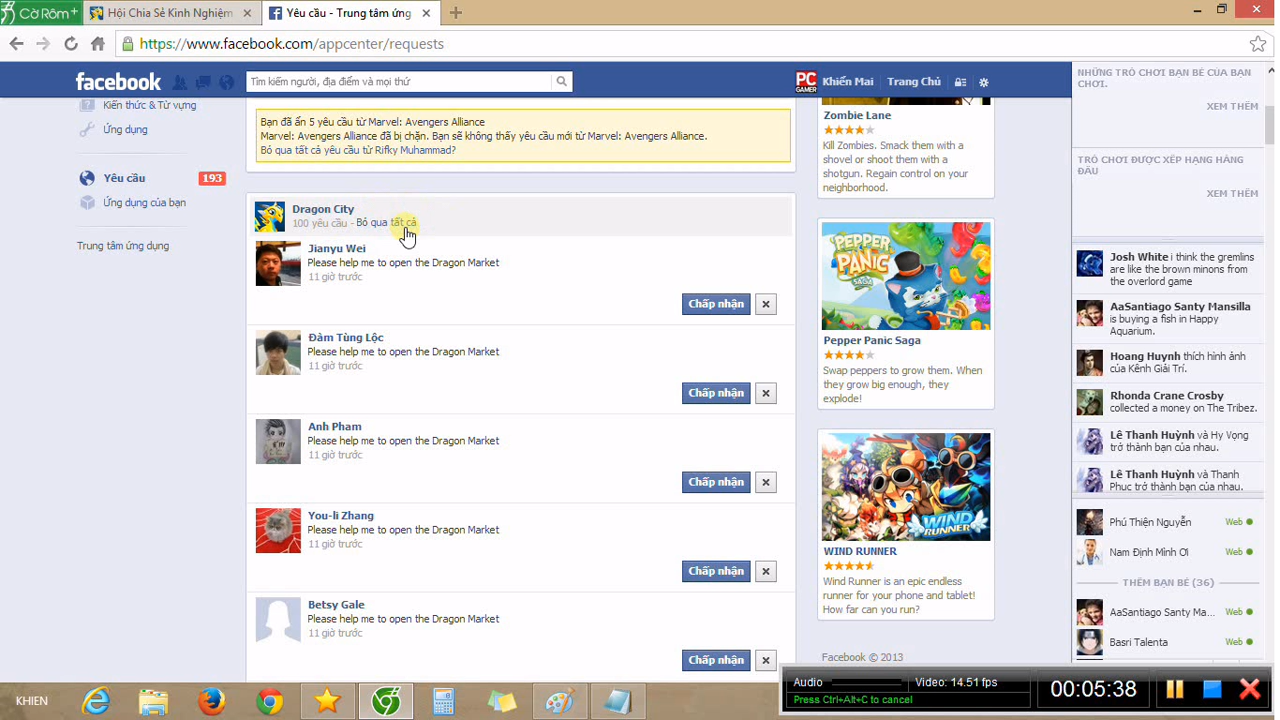 Cờ Rôm+
Hội Chia Sẻ Kinh Nghiệm
Yêu cầu - Trung tâm ứng
https://www.facebook.com/appcenter/requests
facebook
Tìm kiếm người, địa điểm và mọi thứ
PC GAMER
Khiến Mai
Trang Chủ
Kiến thức & Từ vựng
Ứng dụng
Yêu cầu
193
Ứng dụng của bạn
Trung tâm ứng dụng
Bạn đã ẩn 5 yêu cầu từ Marvel: Avengers Alliance
Marvel: Avengers Alliance đã bị chặn. Bạn sẽ không thấy yêu cầu mới từ Marvel: Avengers Alliance.
Bỏ qua tất cả yêu cầu từ Rifky Muhammad?
Dragon City
100 yêu cầu - Bỏ qua tất cả
Jianyu Wei
Please help me to open the Dragon Market
11 giờ trước
Chấp nhận
Đàm Tùng Lộc
Please help me to open the Dragon Market
11 giờ trước
Chấp nhận
Anh Pham
Please help me to open the Dragon Market
11 giờ trước
Chấp nhận
You-li Zhang
Please help me to open the Dragon Market
11 giờ trước
Chấp nhận
Betsy Gale
Please help me to open the Dragon Market
11 giờ trước
Chấp nhận
Zombie Lane
Kill Zombies. Smack them with a
shovel or shoot them with a
shotgun. Regain control on your
neighborhood.
PEPPER
PANIC
SAGA
Pepper Panic Saga
Swap peppers to grow them. When
they grow big enough, they
explode!
WIND
RUNNER
WIND RUNNER
Wind Runner is an epic endless
runner for your phone and tablet!
How far can you run?
Facebook © 2013
NHỮNG TRÒ CHƠI BẠN BÈ CỦA BẠN
CHƠI.
XEM THÊM
TRÒ CHƠI ĐƯỢC XẾP HẠNG HÀNG
ĐẦU
XEM THÊM
Josh White i think the gremlins
are like the brown minons from
the overlord game
AaSantiago Santy Mansilla
is buying a fish in Happy
Aquarium.
Hoang Huynh thích hình ảnh
của Kênh Giải Trí.
Rhonda Crane Crosby
collected a money on The Tribez.
Lê Thanh Huỳnh và Hy Vọng
trở thành bạn của nhau.
Lê Thanh Huỳnh và Thanh
Phuc trở thành bạn của nhau.
Phú Thiện Nguyễn
Web
Nam Định Mình Ơi
Web
THÊM BẠN BÈ (36)
AaSantiago Santy Ma...
Web
Basri Talenta
Web
Audio
Video: 14.51 fps
Press Ctrl+Alt+C to cancel
00:05:38
KHIEN